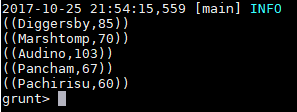 2017-10-25 21:54:15,559 [main] INFO
((Diggersby,85))
((Marshtomp,70))
((Audino,103))
((Pancham,67))
((Pachirisu,60))
grunt>